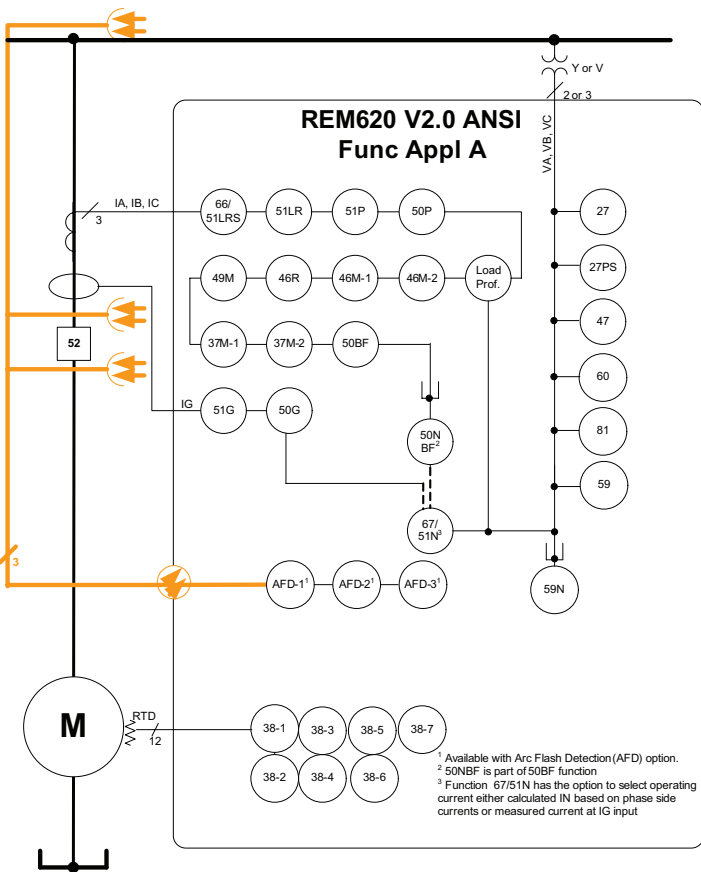 Y or V
2 or 3
REM620 V2.0 ANSI
Func Appl A
VA, VB, VC
IA, IB, IC
3
66/
51LRS
51LR
51P
50P
27
49M
46R
46M-1
46M-2
Load
Prof.
27PS
47
52
37M-1
37M-2
50BF
60
IG
51G
50G
50N
BF²
81
59
67/
51N³
3
AFD-1¹
AFD-2¹
AFD-3¹
59N
M
RTD
12
38-1
38-3
38-5
38-7
38-2
38-4
38-6
¹ Available with Arc Flash Detection (AFD) option.
² 50NBF is part of 50BF function
³ Function 67/51N has the option to select operating
current either calculated IN based on phase side
currents or measured current at IG input